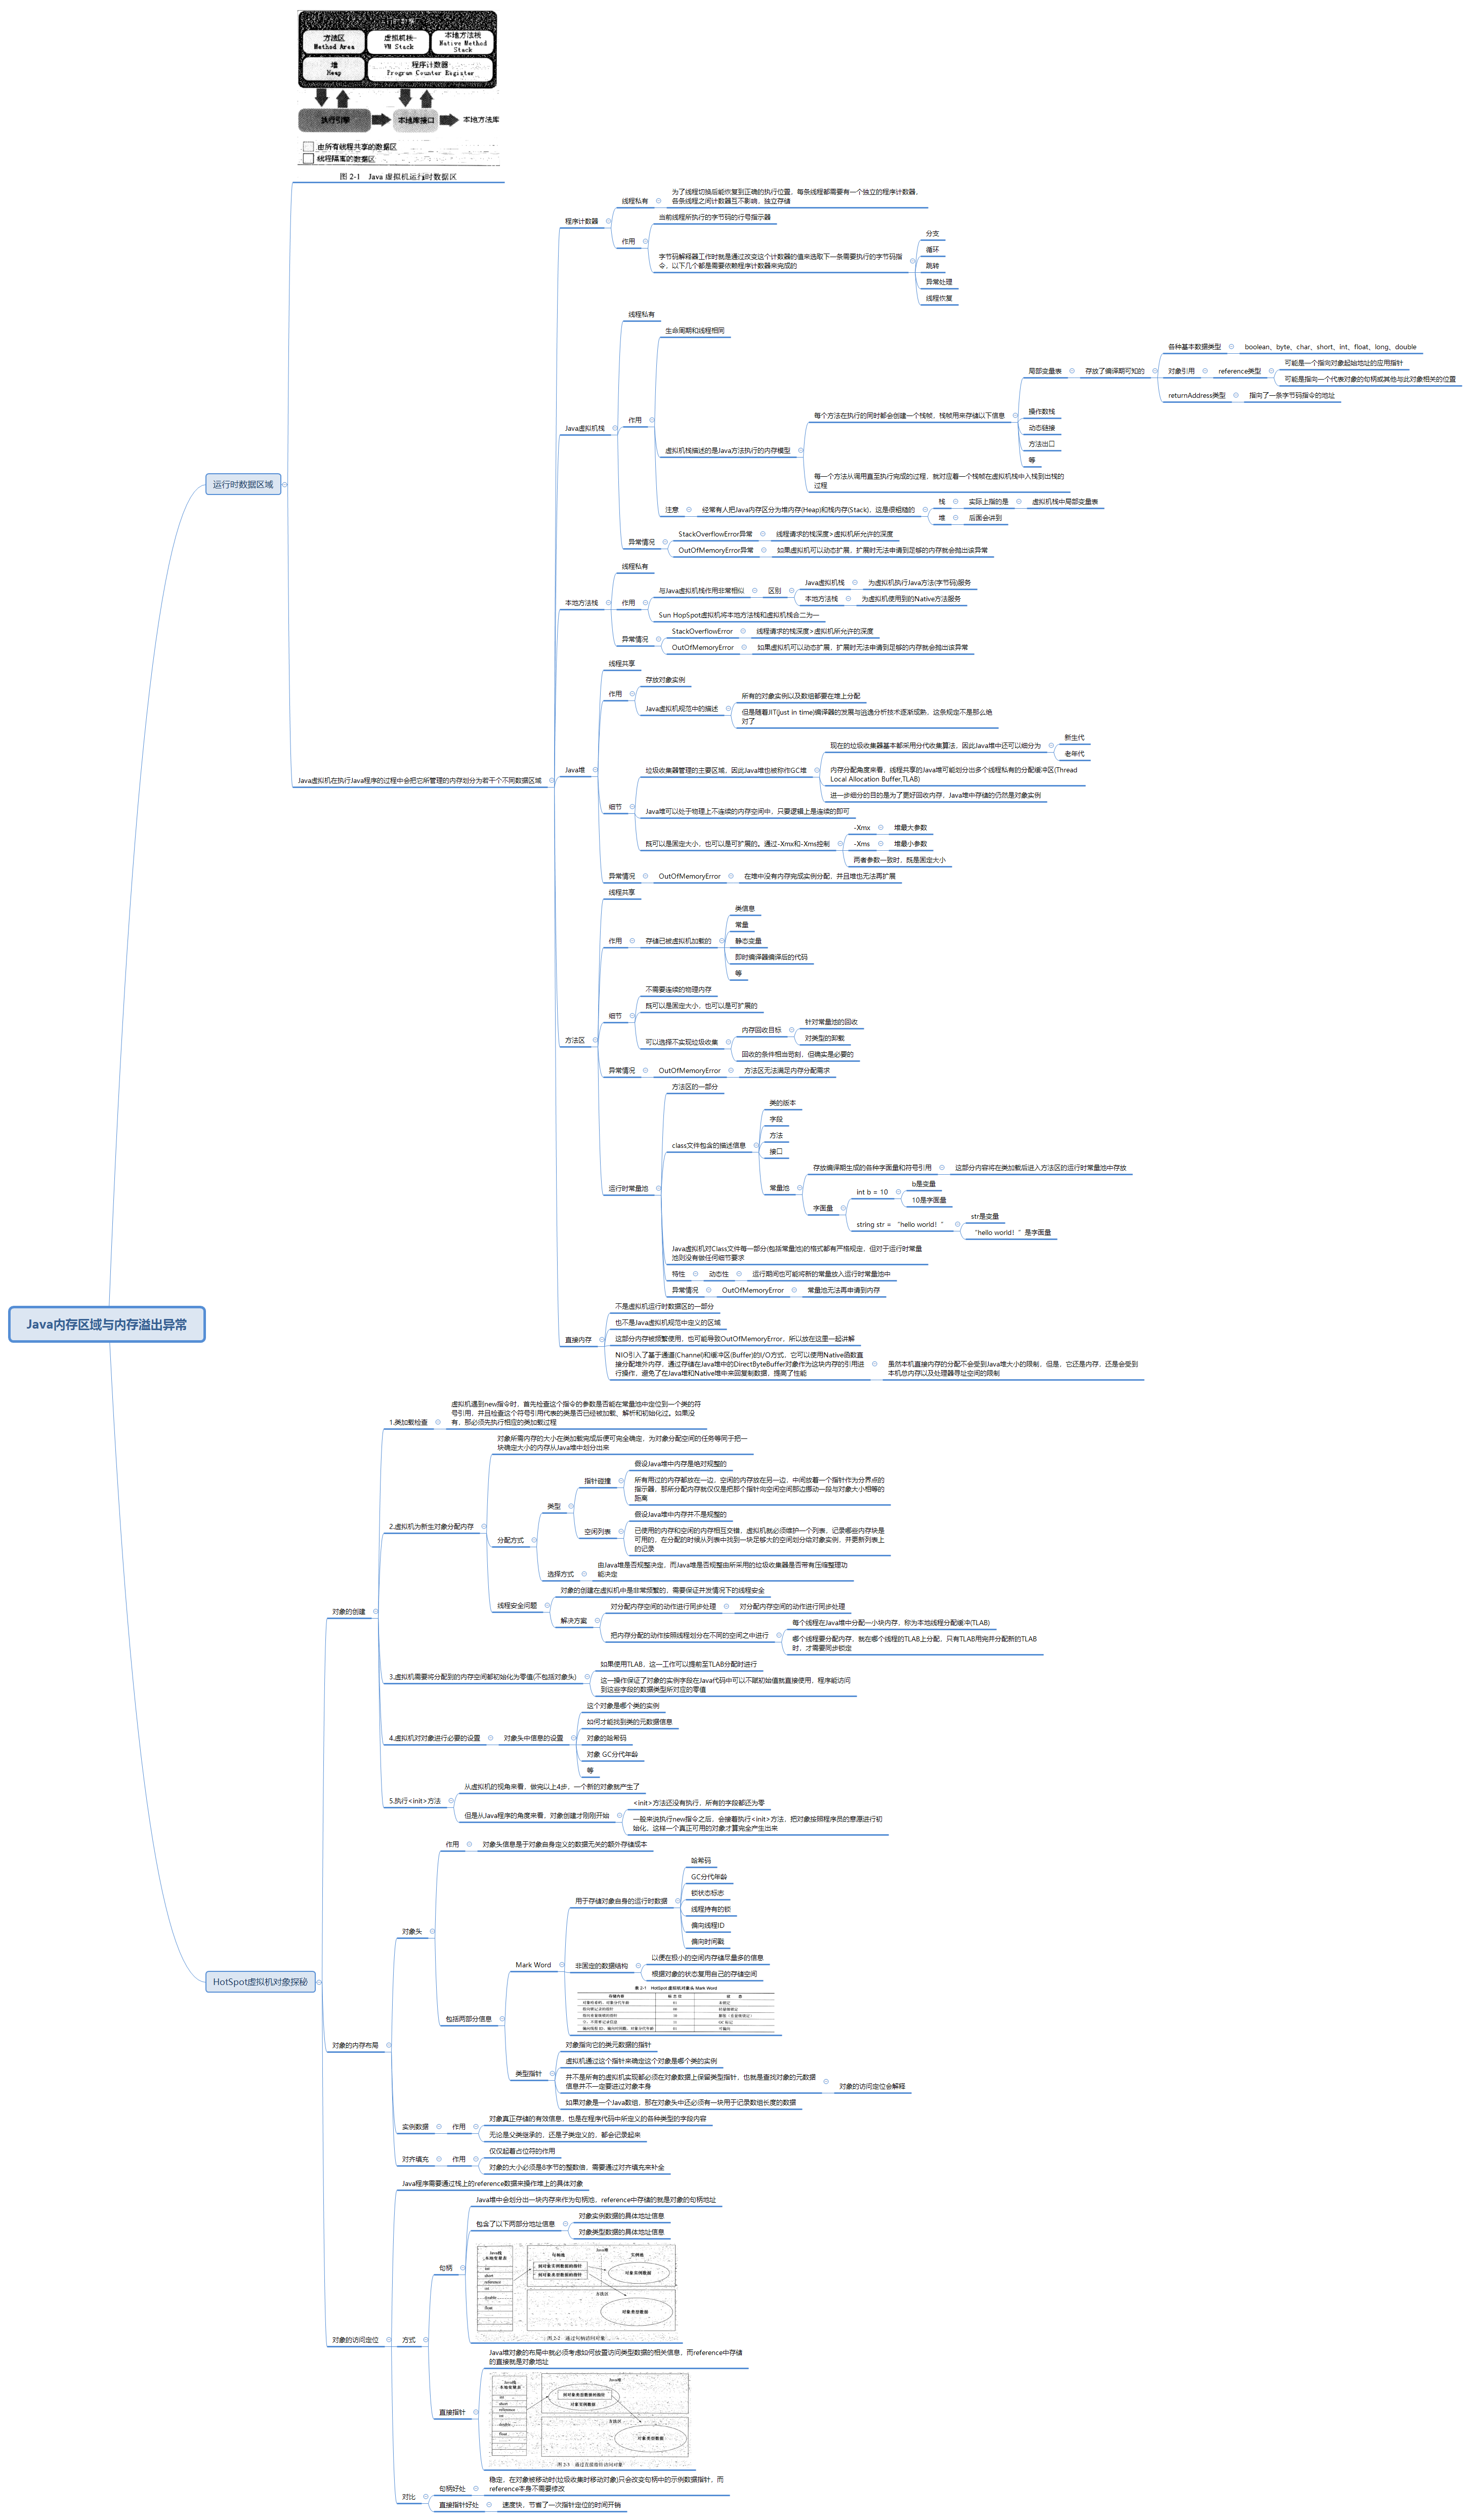 方法区
Method Area
虚拟机栈
VM Stack
本地方法栈
Native Method
Stack
堆
Heap
程序计数器
Program Counter Register
执行引擎
本地库接口
本地方法库
由所有线程共享的数据区
线程隔离的数据区
图 2-1 Java 虚拟机运行时数据区
Java内存区域与内存溢出异常
运行时数据区域
Java虚拟机在执行Java程序的过程中会把它所管理的内存划分为若干个不同数据区域
程序计数器
线程私有
为了线程切换后能恢复到正确的执行位置，每条线程都需要有一个独立的程序计数器，
各条线程之间计数器互不影响，独立存储
作用
当前线程所执行的字节码的行号指示器
字节码解释器工作时就是通过改变这个计数器的值来选取下一条需要执行的字节码指
令，以下几个都是需要依赖程序计数器来完成的
分支
循环
跳转
异常处理
线程恢复
Java虚拟机栈
线程私有
作用
生命周期和线程相同
虚拟机栈描述的是Java方法执行的内存模型
每个方法在执行的同时都会创建一个栈帧，栈帧用来存储以下信息
局部变量表
存放了编译期可知的
各种基本数据类型
boolean、byte、char、short、int、float、long、double
对象引用
reference类型
可能是一个指向对象起始地址的应用指针
可能是指向一个代表对象的句柄或其他与此对象相关的位置
returnAddress类型
指向了一条字节码指令的地址
操作数栈
动态链接
方法出口
等
每一个方法从调用直至执行完成的过程，就对应着一个栈帧在虚拟机栈中入栈到出栈的
过程
注意
经常有人把Java内存区分为堆内存(Heap)和栈内存(Stack)，这是很粗糙的
栈
实际上指的是
虚拟机栈中局部变量表
堆
后面会讲到
异常情况
StackOverflowError异常
线程请求的栈深度>虚拟机所允许的深度
OutOfMemoryError异常
如果虚拟机可以动态扩展，扩展时无法申请到足够的内存就会抛出该异常
本地方法栈
线程私有
作用
与Java虚拟机栈作用非常相似
区别
Java虚拟机栈
为虚拟机执行Java方法(字节码)服务
本地方法栈
为虚拟机使用到的Native方法服务
Sun HopSpot虚拟机将本地方法栈和虚拟机栈合二为一
异常情况
StackOverflowError
线程请求的栈深度>虚拟机所允许的深度
OutOfMemoryError
如果虚拟机可以动态扩展，扩展时无法申请到足够的内存就会抛出该异常
Java堆
线程共享
作用
存放对象实例
Java虚拟机规范中的描述
所有的对象实例以及数组都要在堆上分配
但是随着JIT(just in time)编译器的发展与逃逸分析技术逐渐成熟，这条规定不是那么绝
对了
细节
垃圾收集器管理的主要区域，因此Java堆也被称作GC堆
现在的垃圾收集器基本都采用分代收集算法，因此Java堆中还可以细分为
新生代
老年代
内存分配角度来看，线程共享的Java堆可能划分出多个线程私有的分配缓冲区(Thread
Local Allocation Buffer,TLAB)
进一步细分的目的是为了更好回收内存，Java堆中存储的仍然是对象实例
Java堆可以处于物理上不连续的内存空间中，只要逻辑上是连续的即可
既可以是固定大小，也可以是可扩展的。通过-Xmx和-Xms控制
-Xmx
堆最大参数
-Xms
堆最小参数
两者参数一致时，既是固定大小
异常情况
OutOfMemoryError
在堆中没有内存完成实例分配，并且堆也无法再扩展
方法区
线程共享
作用
存储已被虚拟机加载的
类信息
常量
静态变量
即时编译器编译后的代码
等
细节
不需要连续的物理内存
既可以是固定大小，也可以是可扩展的
可以选择不实现垃圾收集
内存回收目标
针对常量池的回收
对类型的卸载
回收的条件相当苛刻，但确实是必要的
异常情况
OutOfMemoryError
方法区无法满足内存分配需求
运行时常量池
方法区的一部分
class文件包含的描述信息
类的版本
字段
方法
接口
常量池
存放编译期生成的各种字面量和符号引用
这部分内容将在类加载后进入方法区的运行时常量池中存放
字面量
int b = 10
b是变量
10是字面量
string str = “hello world！”
str是变量
“hello world！”是字面量
Java虚拟机对Class文件每一部分(包括常量池)的格式都有严格规定，但对于运行时常量
池则没有做任何细节要求
特性
动态性
运行期间也可能将新的常量放入运行时常量池中
异常情况
OutOfMemoryError
常量池无法再申请到内存
直接内存
不是虚拟机运行时数据区的一部分
也不是Java虚拟机规范中定义的区域
这部分内存被频繁使用，也可能导致OutOfMemoryError，所以放在这里一起讲解
NIO引入了基于通道(Channel)和缓冲区(Buffer)的I/O方式，它可以使用Native函数直
接分配堆外内存，通过存储在Java堆中的DirectByteBuffer对象作为这块内存的引用进
行操作，避免了在Java堆和Native堆中来回复制数据，提高了性能
虽然本机直接内存的分配不会受到Java堆大小的限制，但是，它还是内存，还是会受到
本机总内存以及处理器寻址空间的限制
HotSpot虚拟机对象探秘
对象的创建
1.类加载检查
虚拟机遇到new指令时，首先检查这个指令的参数是否能在常量池中定位到一个类的符
号引用，并且检查这个符号引用代表的类是否已经被加载、解析和初始化过。如果没
有，那必须先执行相应的类加载过程
2.虚拟机为新生对象分配内存
对象所需内存的大小在类加载完成后便可完全确定，为对象分配空间的任务等同于把一
块确定大小的内存从Java堆中划分出来
分配方式
类型
指针碰撞
假设Java堆中内存是绝对规整的
所有用过的内存都放在一边，空闲的内存放在另一边，中间放着一个指针作为分界点的
指示器，那所分配内存就仅仅是把那个指针向空闲空间那边挪动一段与对象大小相等的
距离
空闲列表
假设Java堆中内存并不是规整的
已使用的内存和空闲的内存相互交错，虚拟机就必须维护一个列表，记录哪些内存块是
可用的，在分配的时候从列表中找到一块足够大的空间划分给对象实例，并更新列表上
的记录
选择方式
由Java堆是否规整决定，而Java堆是否规整由所采用的垃圾收集器是否带有压缩整理功
能决定
线程安全问题
对象的创建在虚拟机中是非常频繁的，需要保证并发情况下的线程安全
解决方案
对分配内存空间的动作进行同步处理
对分配内存空间的动作进行同步处理
把内存分配的动作按照线程划分在不同的空间之中进行
每个线程在Java堆中分配一小块内存，称为本地线程分配缓冲(TLAB)
哪个线程要分配内存，就在哪个线程的TLAB上分配，只有TLAB用完并分配新的TLAB
时，才需要同步锁定
3.虚拟机需要将分配到的内存空间都初始化为零值(不包括对象头)
如果使用TLAB，这一工作可以提前至TLAB分配时进行
这一操作保证了对象的实例字段在Java代码中可以不赋初始值就直接使用，程序能访问
到这些字段的数据类型所对应的零值
4.虚拟机对对象进行必要的设置
对象头中信息的设置
这个对象是哪个类的实例
如何才能找到类的元数据信息
对象的哈希码
对象 GC分代年龄
等
5.执行<init>方法
从虚拟机的视角来看，做完以上4步，一个新的对象就产生了
但是从Java程序的角度来看，对象创建才刚刚开始
<init>方法还没有执行，所有的字段都还为零
一般来说执行new指令之后，会接着执行<init>方法，把对象按照程序员的意愿进行初
始化，这样一个真正可用的对象才算完全产生出来
对象的内存布局
对象头
作用
对象头信息是于对象自身定义的数据无关的额外存储成本
包括两部分信息
Mark Word
用于存储对象自身的运行时数据
哈希码
GC分代年龄
锁状态标志
线程持有的锁
偏向线程ID
偏向时间戳
非固定的数据结构
以便在极小的空间内存储尽量多的信息
根据对象的状态复用自己的存储空间
表 2-1 HotSpot 虚拟机对象头 Mark Word
类型指针
对象指向它的类元数据的指针
虚拟机通过这个指针来确定这个对象是哪个类的实例
并不是所有的虚拟机实现都必须在对象数据上保留类型指针，也就是查找对象的元数据
信息并不一定要进过对象本身
对象的访问定位会解释
如果对象是一个Java数组，那在对象头中还必须有一块用于记录数组长度的数据
实例数据
作用
对象真正存储的有效信息，也是在程序代码中所定义的各种类型的字段内容
无论是父类继承的，还是子类定义的，都会记录起来
对齐填充
作用
仅仅起着占位符的作用
对象的大小必须是8字节的整数倍，需要通过对齐填充来补全
对象的访问定位
Java程序需要通过栈上的reference数据来操作堆上的具体对象
方式
句柄
Java堆中会划分出一块内存来作为句柄池，reference中存储的就是对象的句柄地址
包含了以下两部分地址信息
对象实例数据的具体地址信息
对象类型数据的具体地址信息
Java栈
本地变量表
int
short
reference
int
double
float
Java堆
句柄池
实例池
到对象实例数据的指针
到对象类型数据的指针
对象实例数据
方法区
对象类型数据
图 2-2 通过句柄访问对象
直接指针
Java堆对象的布局中就必须考虑如何放置访问类型数据的相关信息，而reference中存储
的直接就是对象地址
Java栈
本地变量表
int
short
reference
int
double
float
Java堆
到对象类型数据的指针
对象实例数据
方法区
对象类型数据
图 2-3 通过直接指针访问对象
对比
句柄好处
稳定，在对象被移动时(垃圾收集时移动对象)只会改变句柄中的示例数据指针，而
reference本身不需要修改
直接指针好处
速度快，节省了一次指针定位的时间开销